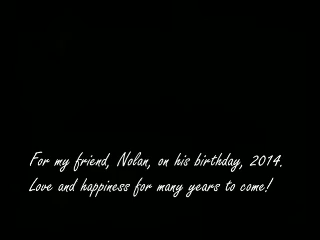 For my friend, Nolan, on his birthday, 2014.
Love and happiness for many years to come!